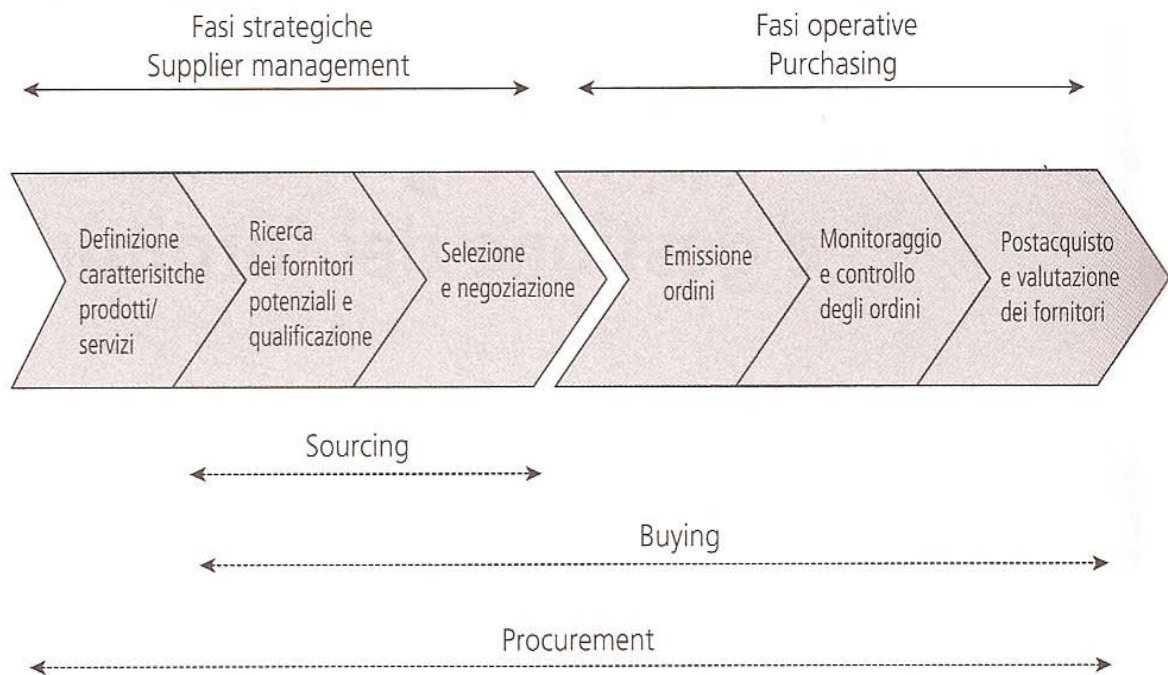 Fasi strategiche
Supplier management
Fasi operative
Purchasing
Definizione
caratterisitche
prodotti/
servizi
Ricerca
dei fornitori
potenziali e
qualificazione
Selezione
e negoziazione
Emissione
ordini
Monitoraggio
e controllo
degli ordini
Postacquisto
e valutazione
dei fornitori
Sourcing
Buying
Procurement